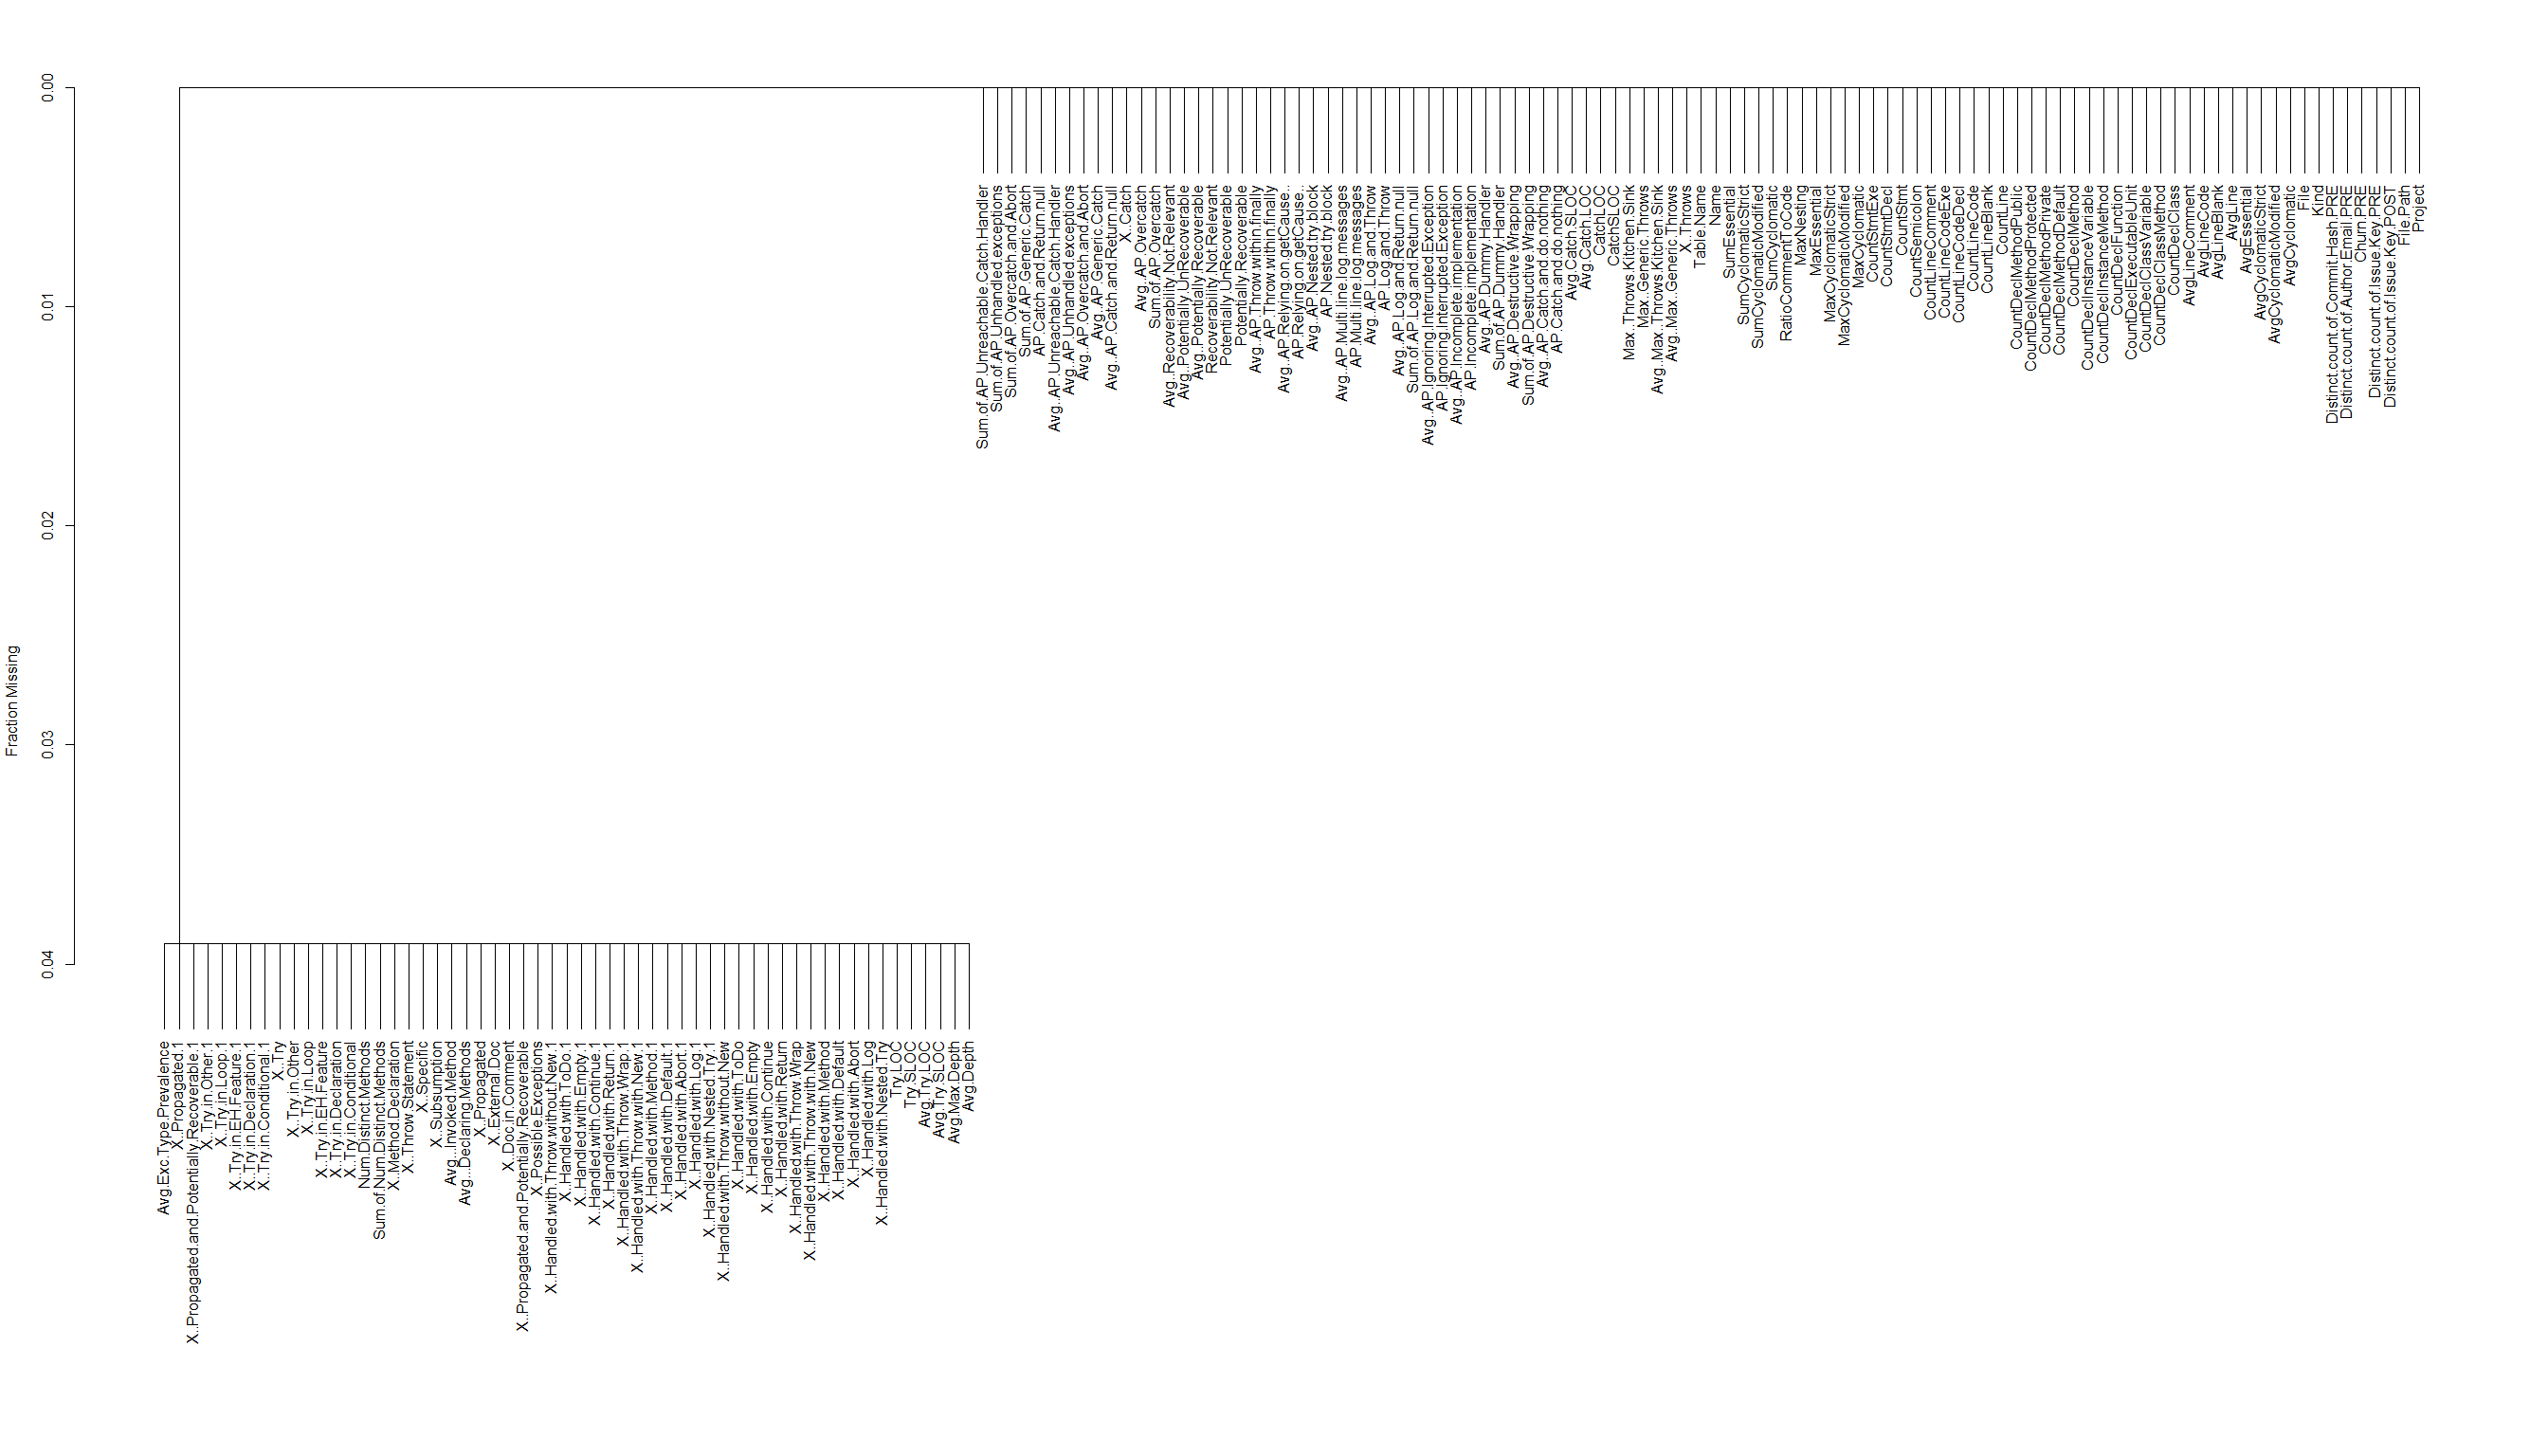 Fraction Missing
0.00
0.01
0.02
0.03
0.04
Avg.Exc.Type.Prevalence
X..Propagated.1
X..Propagated.and.Potentially.Recoverable.1
X..Try.in.Other.1
X..Try.in.Loop.1
X..Try.in.EH.Feature.1
X..Try.in.Declaration.1
X..Try.in.Conditional.1
X..Try
X..Try.in.Other
X..Try.in.Loop
X..Try.in.EH.Feature
X..Try.in.Declaration
X..Try.in.Conditional
Num.Distinct.Methods
Sum.of.Num.Distinct.Methods
X..Method.Declaration
X..Throw.Statement
X..Specific
X..Subsumption
Avg...Invoked.Method
Avg...Declaring.Methods
X..Propagated
X..External.Doc
X..Doc.in.Comment
X..Propagated.and.Potentially.Recoverable
X..Possible.Exceptions
X..Handled.with.Throw.without.New.1
X..Handled.with.ToDo.1
X..Handled.with.Empty.1
X..Handled.with.Continue.1
X..Handled.with.Return.1
X..Handled.with.Throw.Wrap.1
X..Handled.with.Throw.with.New.1
X..Handled.with.Method.1
X..Handled.with.Default.1
X..Handled.with.Abort.1
X..Handled.with.Log.1
X..Handled.with.Nested.Try.1
X..Handled.with.Throw.without.New
X..Handled.with.ToDo
X..Handled.with.Empty
X..Handled.with.Continue
X..Handled.with.Return
X..Handled.with.Throw.Wrap
X..Handled.with.Throw.with.New
X..Handled.with.Method
X..Handled.with.Default
X..Handled.with.Abort
X..Handled.with.Log
X..Handled.with.Nested.Try
Try.LOC
Try.SLOC
Avg.Try.LOC
Avg.Try.SLOC
Avg.Max.Depth
Avg.Depth
Sum.of.AP.Unreachable.Catch.Handler
Sum.of.AP.Unhandled.exceptions
Sum.of.AP.Overcatch.and.Abort
Sum.of.AP.Generic.Catch
AP.Catch.and.Return.null
Avg..AP.Unreachable.Catch.Handler
Avg..AP.Unhandled.exceptions
Avg..AP.Overcatch.and.Abort
Avg..AP.Generic.Catch
Avg..AP.Catch.and.Return.null
X..Catch
Avg..AP.Overcatch
Sum.of.AP.Overcatch
Avg..Recoverability.Not.Relevant
Avg..Potentially.UnRecoverable
Avg..Potentially.Recoverable
Recoverability.Not.Relevant
Potentially.UnRecoverable
Potentially.Recoverable
Avg..AP.Throw.within.finally
AP.Throw.within.finally
Avg..AP.Relying.on.getCause..
AP.Relying.on.getCause..
Avg..AP.Nested.try.block
AP.Nested.try.block
Avg..AP.Multi.line.log.messages
AP.Multi.line.log.messages
Avg..AP.Log.and.Throw
AP.Log.and.Throw
Avg..AP.Log.and.Return.null
Sum.of.AP.Log.and.Return.null
Avg..AP.Ignoring.Interrupted.Exception
AP.Ignoring.Interrupted.Exception
Avg..AP.Incomplete.implementation
AP.Incomplete.implementation
Avg..AP.Dummy.Handler
Sum.of.AP.Dummy.Handler
Avg..AP.Destructive.Wrapping
Sum.of.AP.Destructive.Wrapping
Avg..AP.Catch.and.do.nothing
AP.Catch.and.do.nothing
Avg.Catch.SLOC
Avg.Catch.LOC
CatchLOC
CatchSLOC
Max..Throws.Kitchen.Sink
Max..Generic.Throws
Avg..Max..Throws.Kitchen.Sink
Avg.Max..Generic.Throws
X..Throws
Table.Name
Name
SumEssential
SumCyclomaticStrict
SumCyclomaticModified
SumCyclomatic
RatioCommentToCode
MaxNesting
MaxEssential
MaxCyclomaticStrict
MaxCyclomaticModified
MaxCyclomatic
CountStmtExe
CountStmtDecl
CountStmt
CountSemicolon
CountLineComment
CountLineCodeExe
CountLineCodeDecl
CountLineCode
CountLineBlank
CountLine
CountDeclMethodPublic
CountDeclMethodProtected
CountDeclMethodPrivate
CountDeclMethodDefault
CountDeclMethod
CountDeclInstanceVariable
CountDeclInstanceMethod
CountDeclFunction
CountDeclExecutableUnit
CountDeclClassVariable
CountDeclClassMethod
CountDeclClass
AvgLineComment
AvgLineCode
AvgLineBlank
AvgLine
AvgEssential
AvgCyclomaticStrict
AvgCyclomaticModified
AvgCyclomatic
File
Kind
Distinct.count.of.Commit.Hash.PRE
Distinct.count.of.Author.Email.PRE
Churn.PRE
Distinct.count.of.Issue.Key.PRE
Distinct.count.of.Issue.Key.POST
File.Path
Project